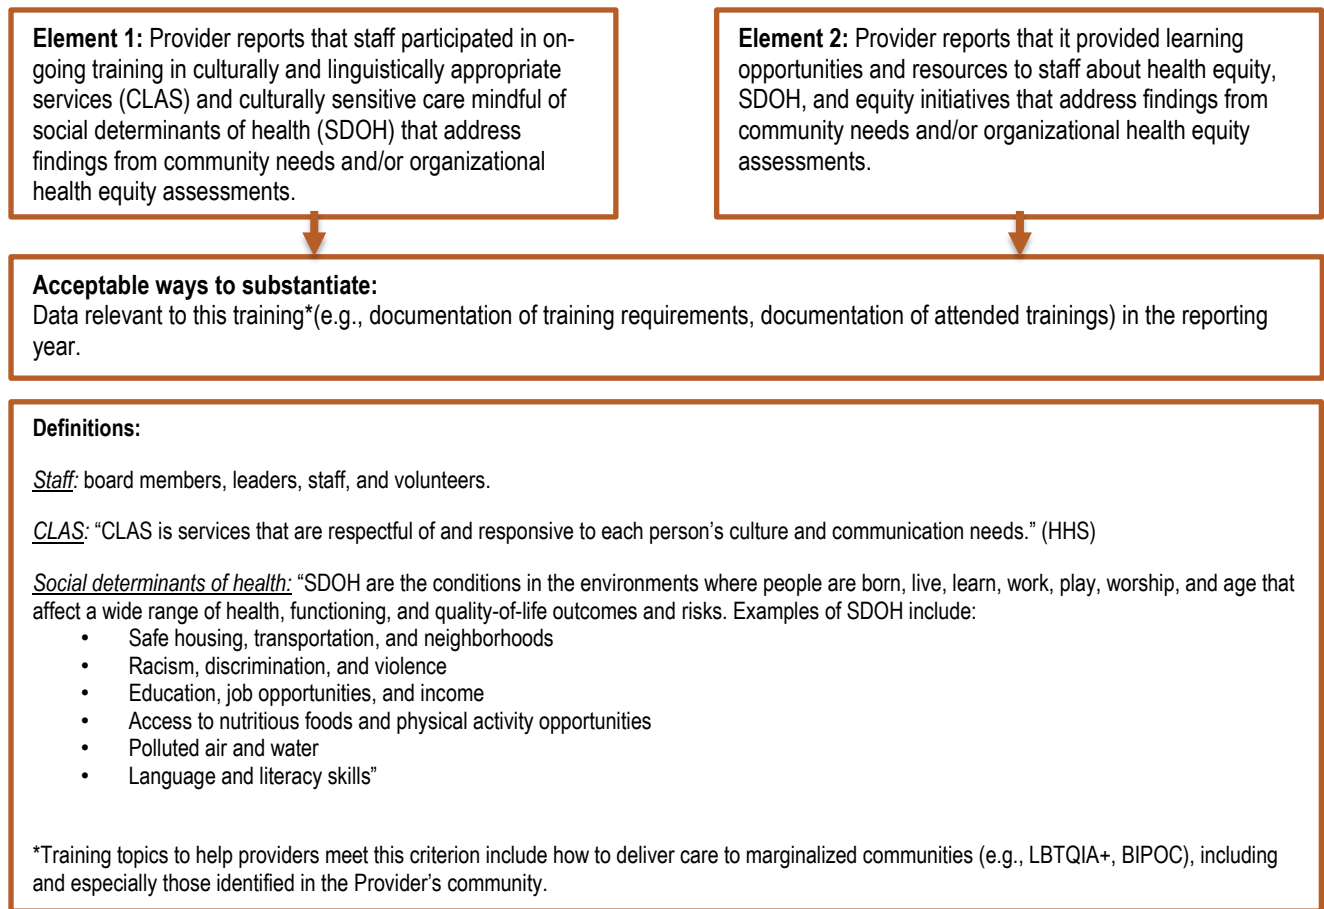 Element 1: Provider reports that staff participated in on-
going training in culturally and linguistically appropriate
services (CLAS) and culturally sensitive care mindful of
social determinants of health (SDOH) that address
findings from community needs and/or organizational
health equity assessments.
Element 2: Provider reports that it provided learning
opportunities and resources to staff about health equity,
SDOH, and equity initiatives that address findings from
community needs and/or organizational health equity
assessments.
Acceptable ways to substantiate:
Data relevant to this training*(e.g., documentation of training requirements, documentation of attended trainings) in the reporting
year.
Definitions:
Staff: board members, leaders, staff, and volunteers.
CLAS: “CLAS is services that are respectful of and responsive to each person’s culture and communication needs.” (HHS)
Social determinants of health: “SDOH are the conditions in the environments where people are born, live, learn, work, play, worship, and age that
affect a wide range of health, functioning, and quality-of-life outcomes and risks. Examples of SDOH include:
• Safe housing, transportation, and neighborhoods
• Racism, discrimination, and violence
• Education, job opportunities, and income
• Access to nutritious foods and physical activity opportunities
• Polluted air and water
• Language and literacy skills”
*Training topics to help providers meet this criterion include how to deliver care to marginalized communities (e.g., LBTQIA+, BIPOC), including
and especially those identified in the Provider’s community.